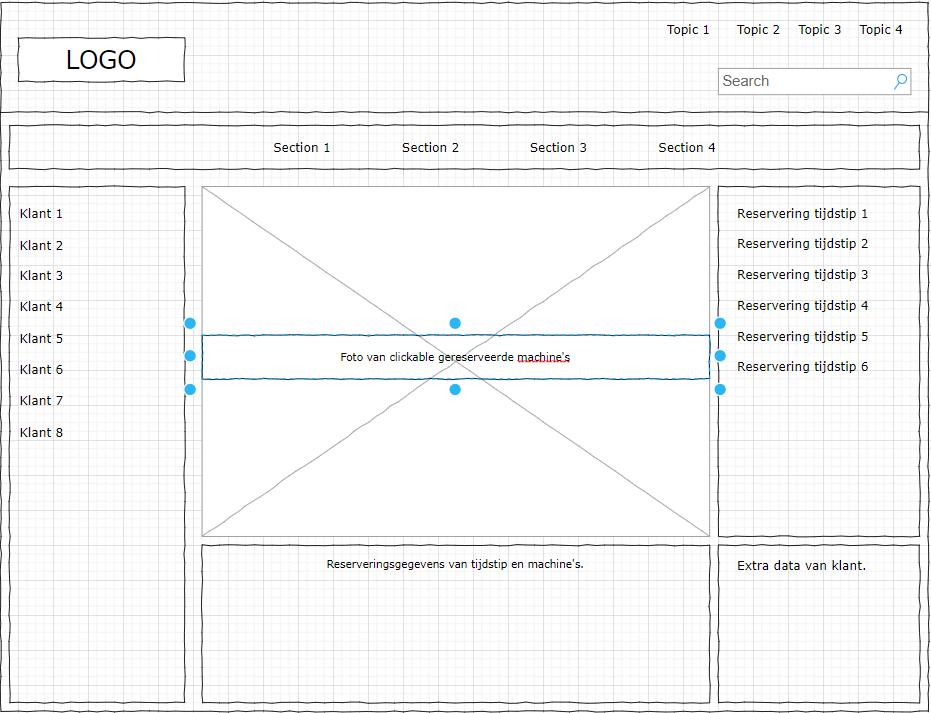 Topic 1 Topic 2 Topic 3 Topic 4
LOGO
Search
Section 1 Section 2 Section 3 Section 4
Klant 1
Klant 2
Klant 3
Klant 4
Klant 5
Klant 6
Klant 7
Klant 8
Foto van clickable gereserveerde machine's
Reservering tijdstip 1
Reservering tijdstip 2
Reservering tijdstip 3
Reservering tijdstip 4
Reservering tijdstip 5
Reservering tijdstip 6
Reserveringsgegevens van tijdstip en machine's.
Extra data van klant.